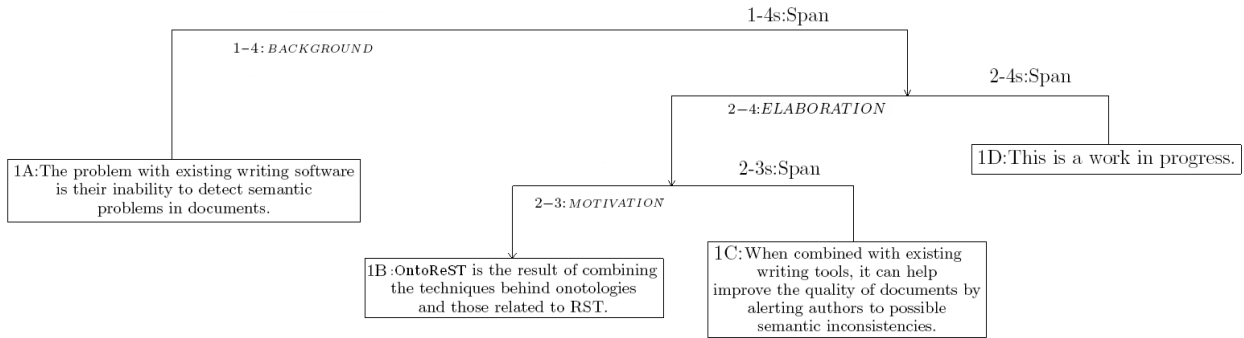 1-4s:Span
1–4: BACKGROUND
2-4s:Span
2–4:ELABORATION
1A:The problem with existing writing software
is their inability to detect semantic
problems in documents.
1D:This is a work in progress.
2-3s:Span
2–3: MOTIVATION
1B :OntoReST is the result of combining
the techniques behind onotologies
and those related to RST.
1C: When combined with existing
writing tools, it can help
improve the quality of documents by
alerting authors to possible
semantic inconsistencies.